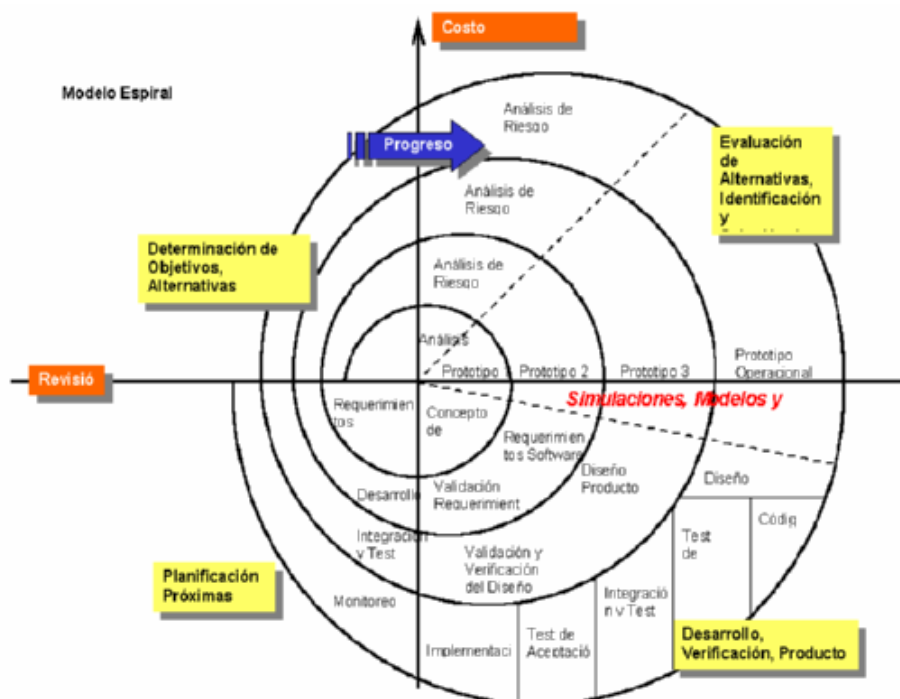 Costo
Modelo Espiral
Análisis de
Riesgo
Progreso
Evaluación
de
Alternativas,
Identificación
y
Análisis de
Riesgo
Determinación de
Objetivos,
Alternativas
Análisis de
Riesgo
Análisis
Revisió
Prototipo
Prototipo 2
Prototipo 3
Prototipo
Operacional
Simulaciones, Modelos y
Requerimien
tos
Concepto
de
Requerimien
tos Software
Diseño
Producto
Diseño
Desarrollo
Validación
Requerimient
Test
de
Códig
Integración
y Test
Validación y
Verificación
del Diseño
Planificación
Próximas
Monitoreo
Integració
n y Test
Implementaci
Test de
Aceptació
Desarrollo,
Verificación, Producto